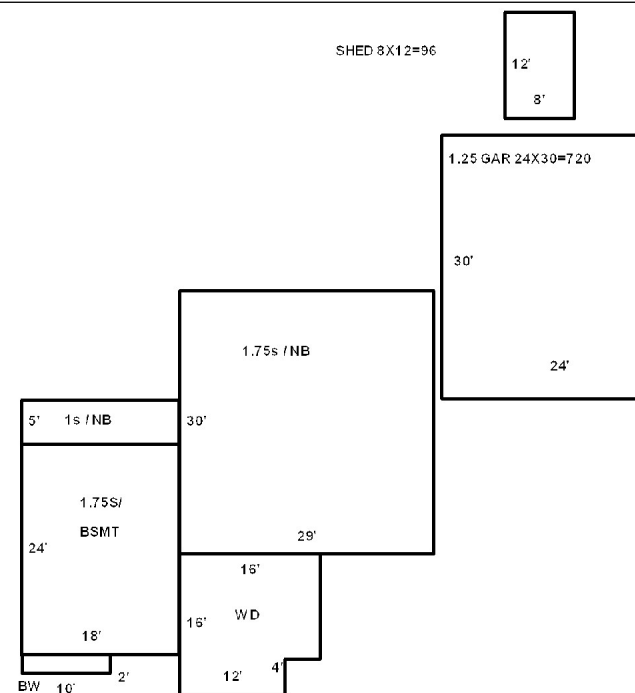 SHED 8X12=96
12'
8'
1.25 GAR 24X30=720
30'
24'
1.75s / NB
30'
29'
5'
1s / NB
1.75S/
BSMT
24'
18'
16'
16'
WD
12'
4'
BW
10'
2'